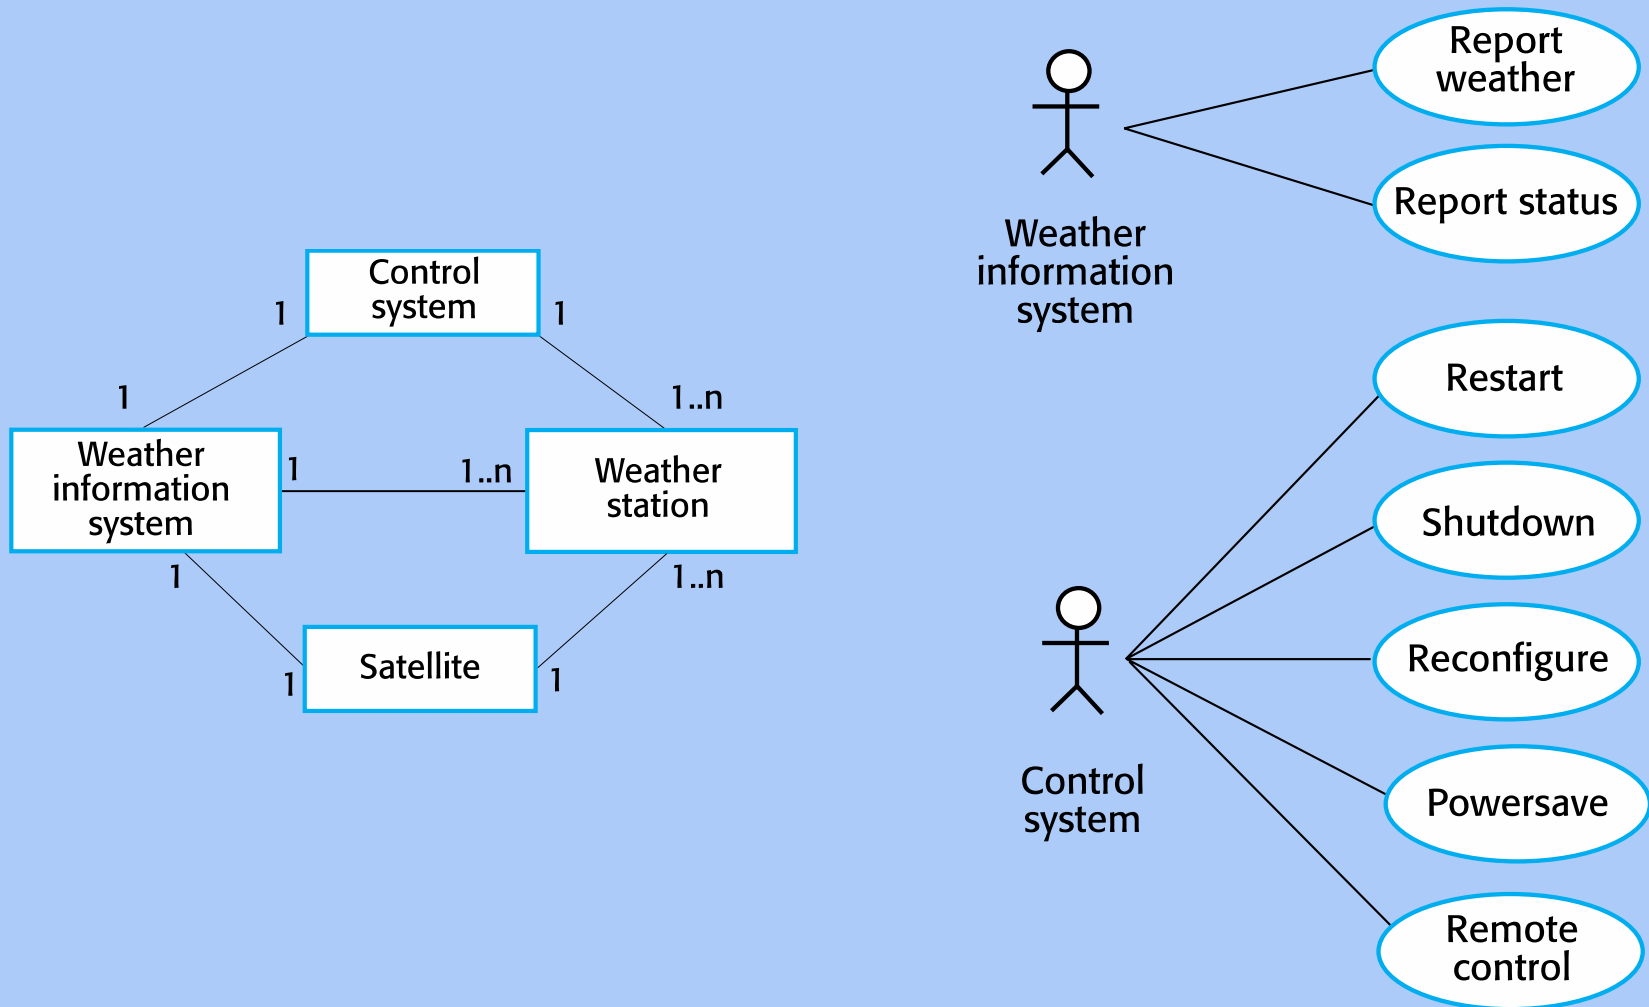 Control
system
1
1
1
1..n
Weather
information
system
1
1..n
Weather
station
1
1..n
Satellite
1
1
Report
weather
Report status
Weather
information
system
Restart
Shutdown
Reconfigure
Control
system
Powersave
Remote
control